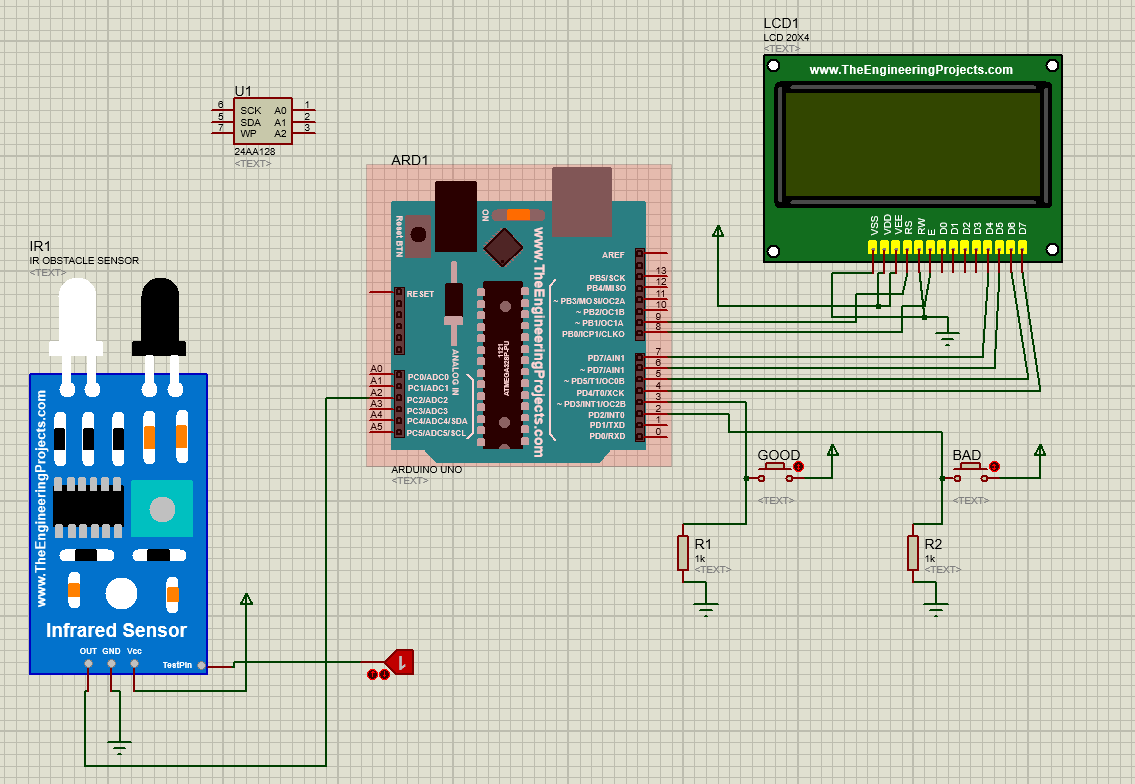 LCD1
LCD 20X4
<TEXT>
www.TheEngineeringProjects.com
VSS
VDD
VEE
RS
RW
E
D0
D1
D2
D3
D4
D5
D6
D7
U1
6
5
7
SCK
SDA
WP
A0
A1
A2
1
2
3
24AA128
<TEXT>
ARD1
Reset BTN
ON
www.TheEngineeringProjects.com
RESET
1121
ATMEGA328P-PU
ANALOG IN
AREF
PB5/SCK
PB4/MISO
~ PB3/MOSI/OC2A
~ PB2/OC1B
~ PB1/OC1A
PB0/ICP1/CLKO
13
12
11
10
9
8
PD7/AIN1
~ PD7/AIN1
~ PD5/T1/OC0B
PD4/T0/XCK
~ PD3/INT1/OC2B
PD2/INT0
PD1/TXD
PD0/RXD
7
6
5
4
3
2
1
0
A0
A1
A2
A3
A4
A5
PC0/ADC0
PC1/ADC1
PC2/ADC2
PC3/ADC3
PC4/ADC4/SDA
PC5/ADC5/SCL
ARDUINO UNO
<TEXT>
IR1
IR OBSTACLE SENSOR
<TEXT>
www.TheEngineeringProjects.com
Infrared Sensor
OUT GND Vcc
TestPin
1
GOOD
<TEXT>
BAD
<TEXT>
R1
1k
<TEXT>
R2
1k
<TEXT>